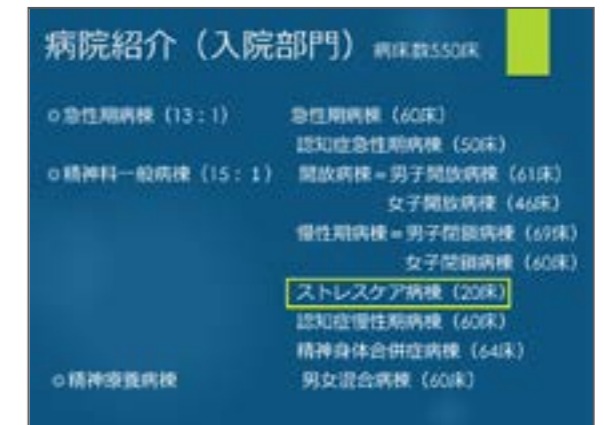 病院紹介（入院部門） 病床数550床
○急性期病棟（13：1） 急性期病棟（60床）
認知症急性期病棟（50床）
○精神科一般病棟（15：1） 開放病棟＝男子開放病棟（61床）
女子開放病棟（46床）
慢性期病棟＝男子閉鎖病棟（69床）
女子閉鎖病棟（60床）
ストレスケア病棟（20床）
認知症慢性期病棟（60床）
精神身体合併症病棟（64床）
○精神療養病棟 男女混合病棟（60床）